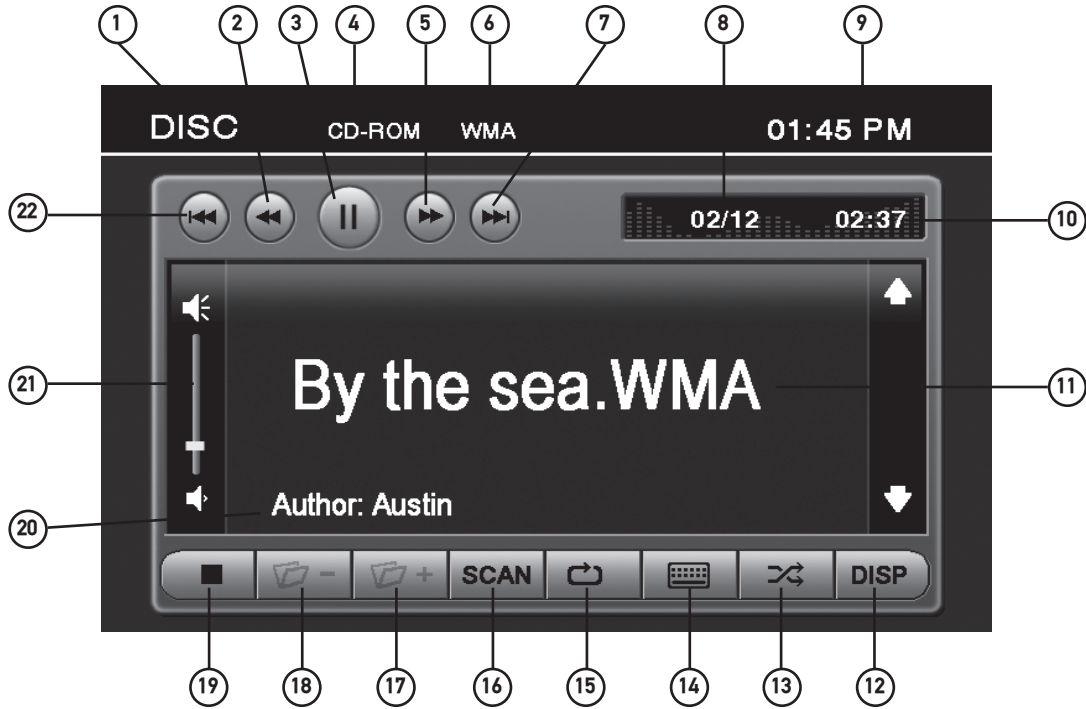 1 2 3 4 5 6 7 8 9
DISC CD-ROM WMA 01:45 PM
22 02/12 02:37 10
By the sea.WMA
21 11
Author: Austin
20
SCAN DISP
19 18 17 16 15 14 13 12